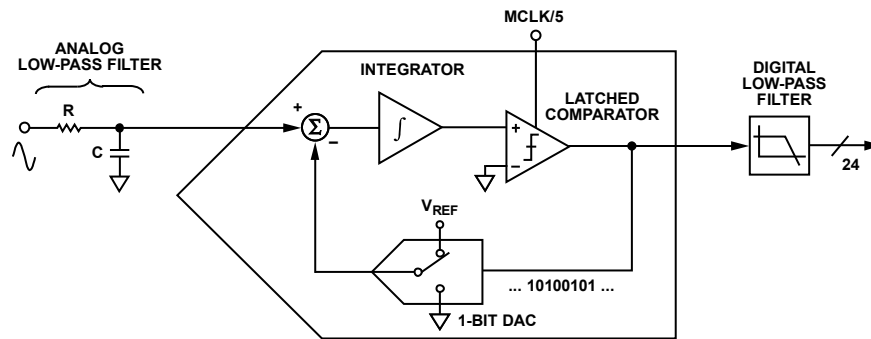 MCLK/5
ANALOG
LOW-PASS FILTER
R
C
INTEGRATOR
+
Σ
−
∫
LATCHED
COMPARATOR
+
−
DIGITAL
LOW-PASS
FILTER
24
VREF
... 10100101 ...
1-BIT DAC